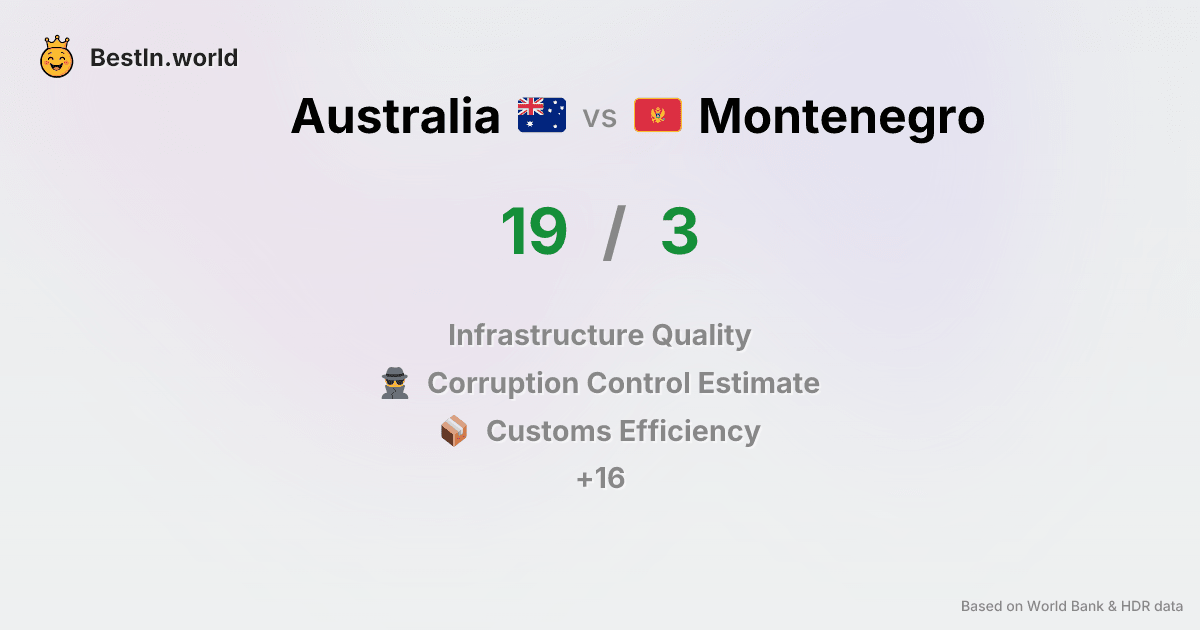 BestIn.world
Australia vs Montenegro
19 / 3
Infrastructure Quality
Corruption Control Estimate
Customs Efficiency
+16
Based on World Bank & HDR data